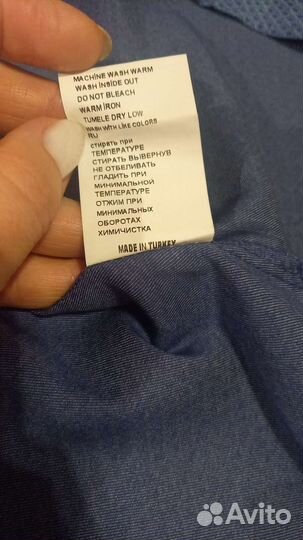 MACHINE WASH WARM
WASH INSIDE OUT
DO NOT BLEACH
WARM IRON
TUMELE DRY LOW
WASH WITH LIKE COLORS
RU
стирать при
ТЕМПЕРАТУРЕ
СТИРАТЬ ВЫВЕРНУВ
НЕ ОТБЕЛИВАТЬ
ГЛАДИТЬ ПРИ
МИНИМАЛЬНОЙ
ТЕМПЕРАТУРЕ
ОТЖИМ ПРИ
МИНИМАЛЬНЫХ
ОБОРОТАХ
ХИМЧИСТКА
MADE IN TURKEY
Avito